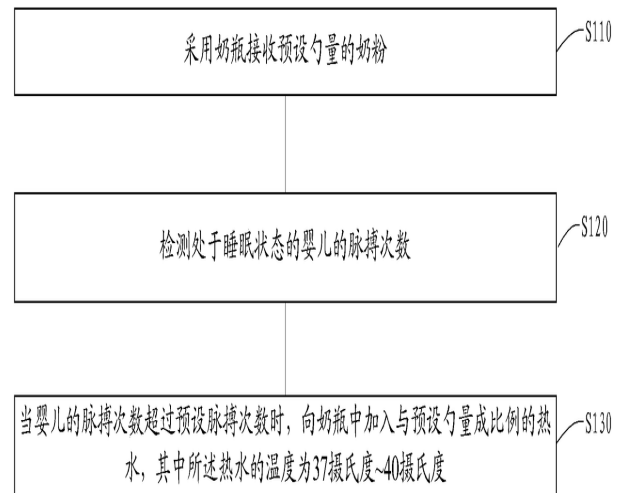 采用奶瓶接收预设勺量的奶粉
S110
检测处于睡眠状态的婴儿的脉搏次数
S120
当婴儿的脉搏次数超过预设脉搏次数时，向奶瓶中加入与预设勺量成比例的热
水，其中所述热水的温度为37摄氏度~40摄氏度
S130